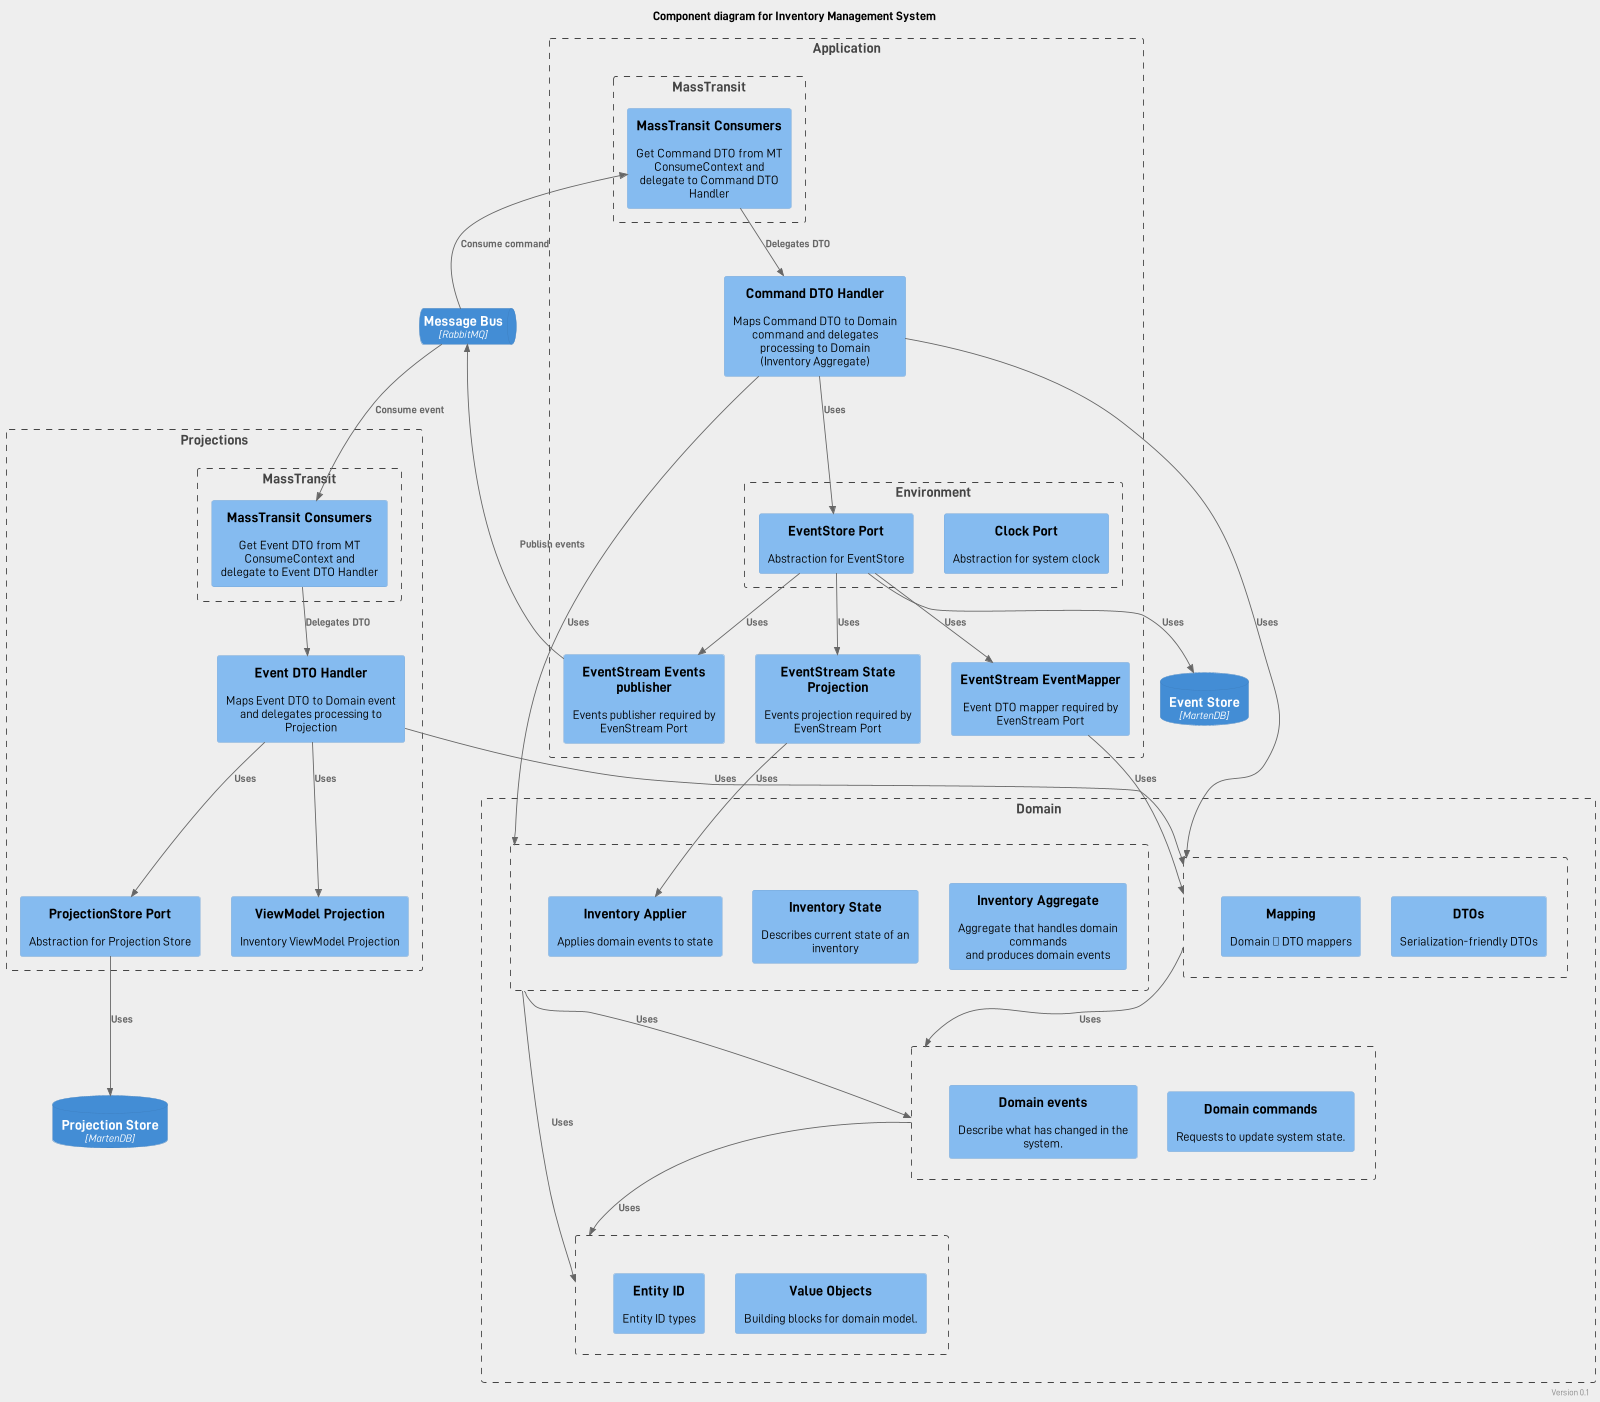 Component diagram for Inventory Management System
Application
MassTransit
MassTransit Consumers
Get Command DTO from MT
ConsumeContext and
delegate to Command DTO
Handler
Consume command
Delegates DTO
Command DTO Handler
Maps Command DTO to Domain
command and delegates
processing to Domain
(Inventory Aggregate)
Message Bus
[RabbitMQ]
Consume event
Uses
Projections
MassTransit
MassTransit Consumers
Get Event DTO from MT
ConsumeContext and
delegate to Event DTO Handler
Environment
EventStore Port
Abstraction for EventStore
Clock Port
Abstraction for system clock
Publish events
Delegates DTO
Uses
Uses
Uses
Uses
Uses
Uses
Event DTO Handler
Maps Event DTO to Domain event
and delegates processing to
Projection
EventStream Events
publisher
Events publisher required by
EvenStream Port
EventStream State
Projection
Events projection required by
EvenStream Port
EventStream EventMapper
Event DTO mapper required by
EvenStream Port
Event Store
[MartenDB]
Uses
Uses
Uses
Uses
Uses
Domain
ProjectionStore Port
Abstraction for Projection Store
ViewModel Projection
Inventory ViewModel Projection
Inventory Applier
Applies domain events to state
Inventory State
Describes current state of an
inventory
Inventory Aggregate
Aggregate that handles domain
commands
and produces domain events
Mapping
Domain 
DTO mappers
DTOs
Serialization-friendly DTOs
Uses
Uses
Uses
Projection Store
[MartenDB]
Uses
Domain events
Describe what has changed in the
system.
Domain commands
Requests to update system state.
Uses
Entity ID
Entity ID types
Value Objects
Building blocks for domain model.
Version 0.1